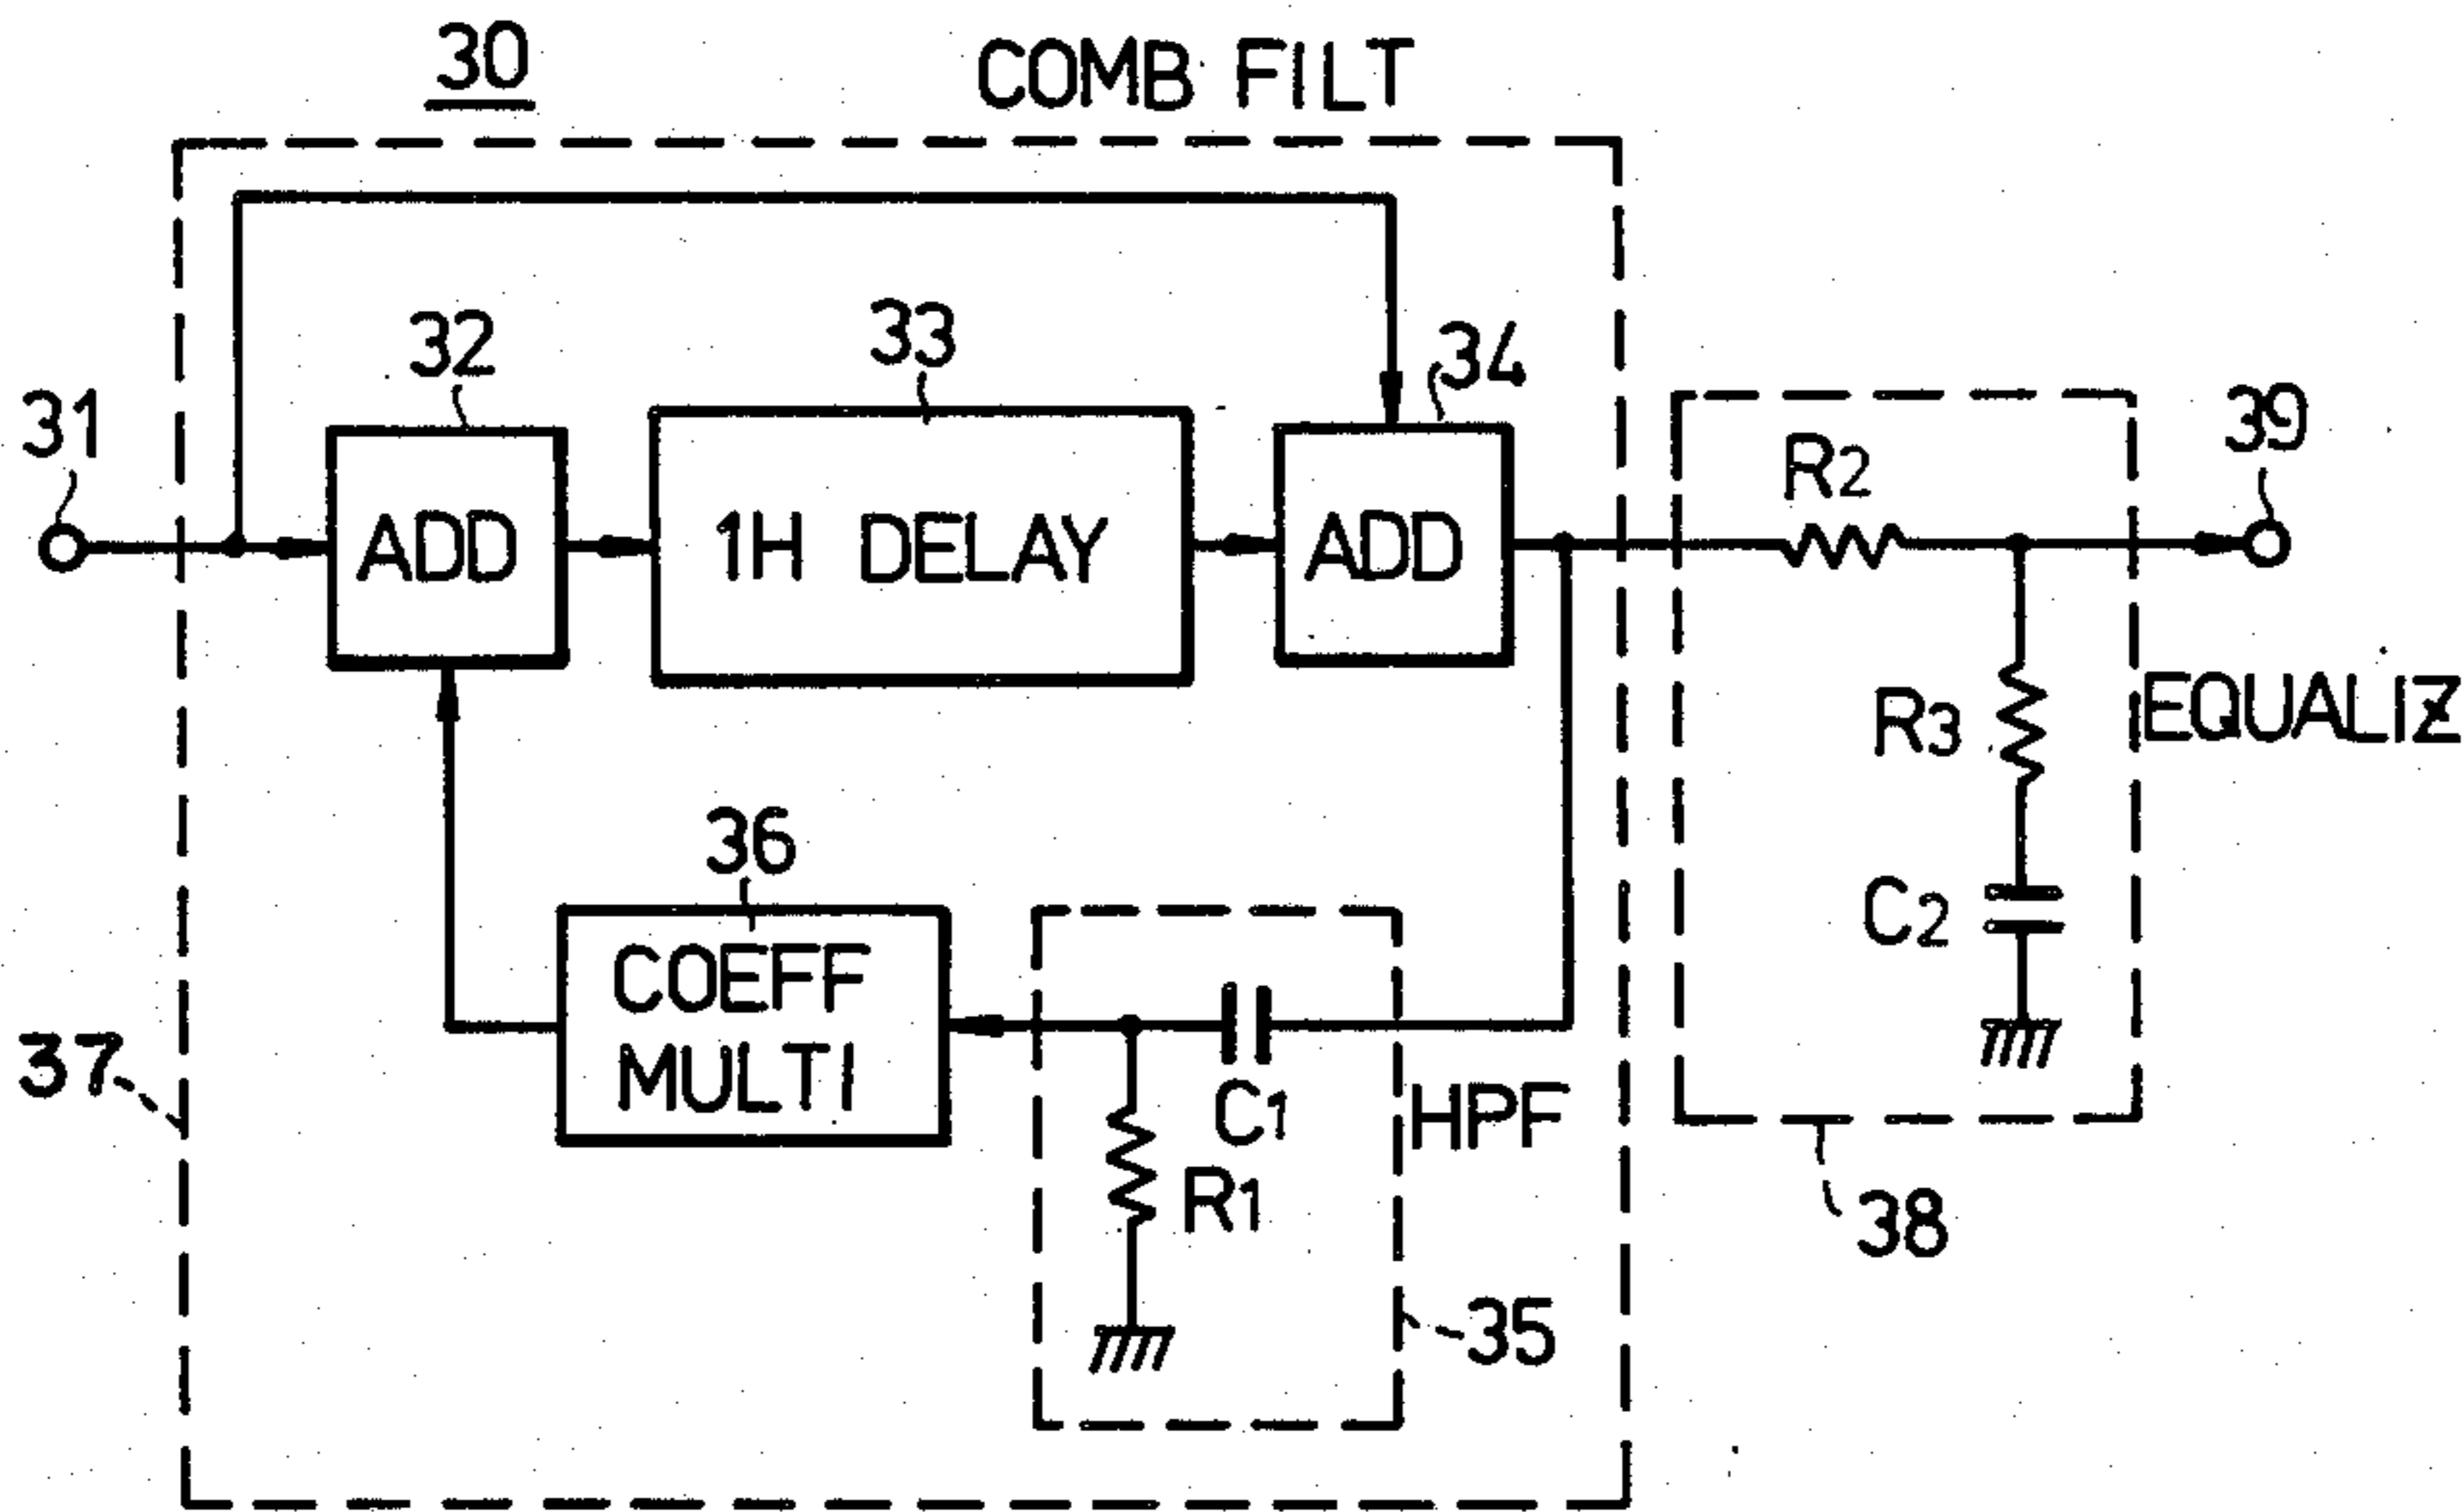 30
COMB FILT
31
32
33
34
39
ADD
1H DELAY
ADD
R2
R3
C2
EQUALIZ
36
COEFF
MULTI
C1
HPF
R1
37
35
38